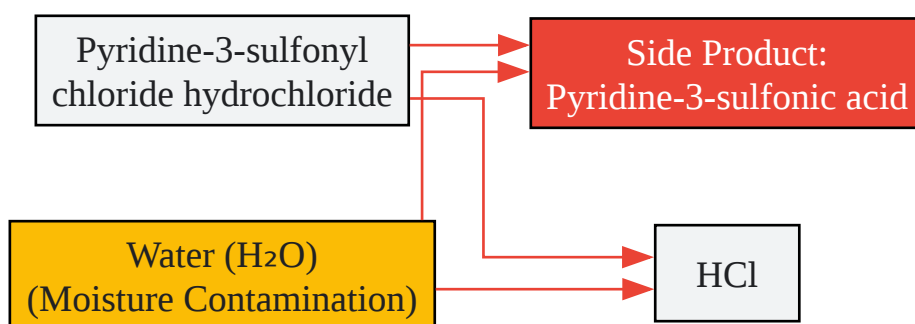 Pyridine-3-sulfonyl
chloride hydrochloride
Side Product:
Pyridine-3-sulfonic acid
Water (H₂O)
(Moisture Contamination)
HCl